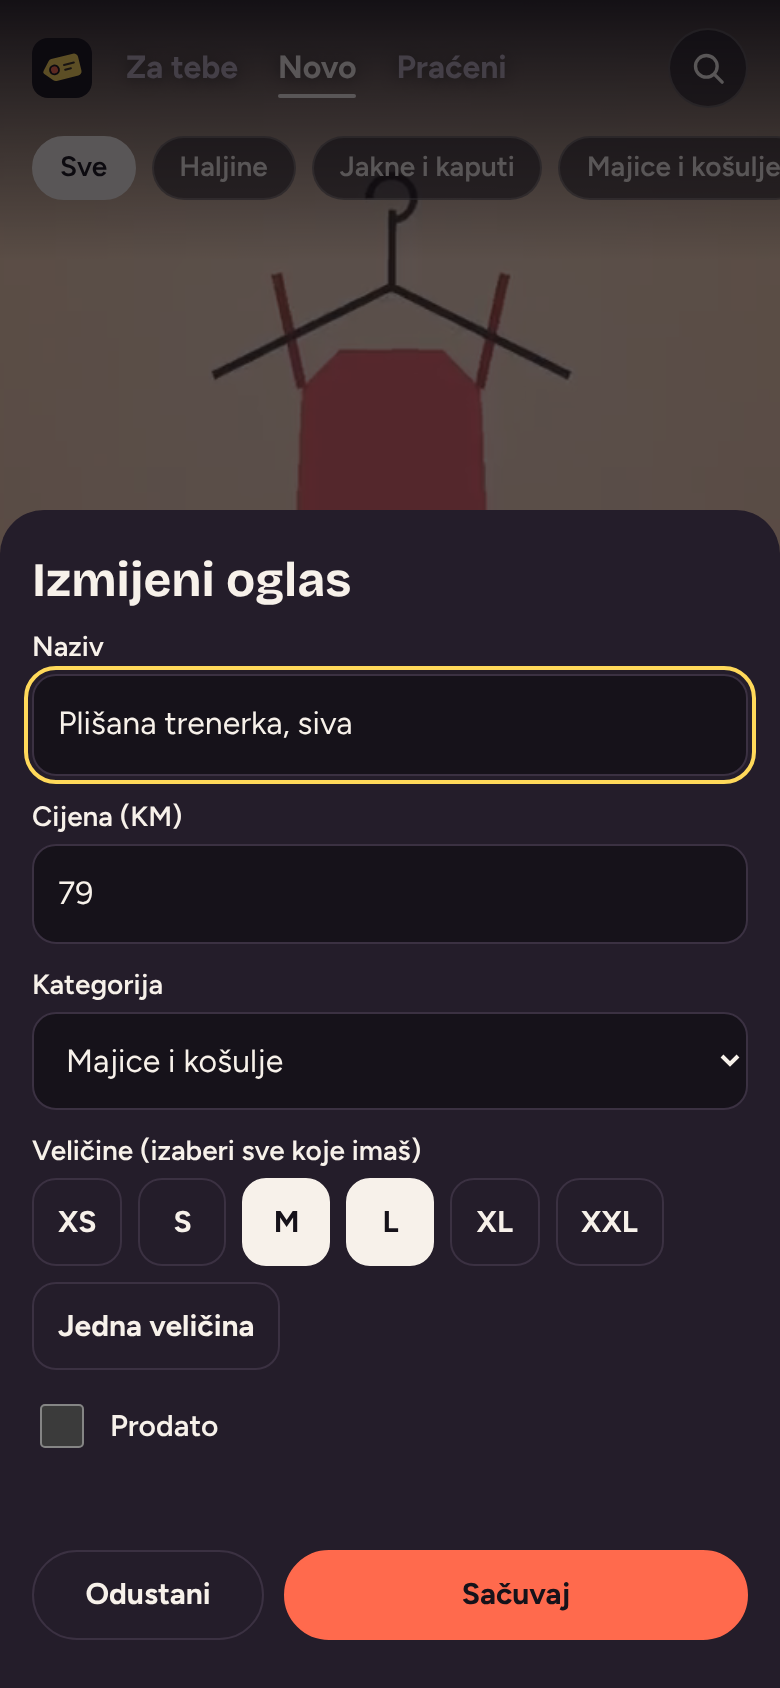 Za tebe Novo Praćeni
Sve Haljine Jakne i kaputi Majice i košulje
Izmijeni oglas
Naziv
Plišana trenerka, siva
Cijena (KM)
79
Kategorija
Majice i košulje
Veličine (izaberi sve koje imaš)
XS S M L XL XXL
Jedna veličina
Prodato
Odustani Sačuvaj